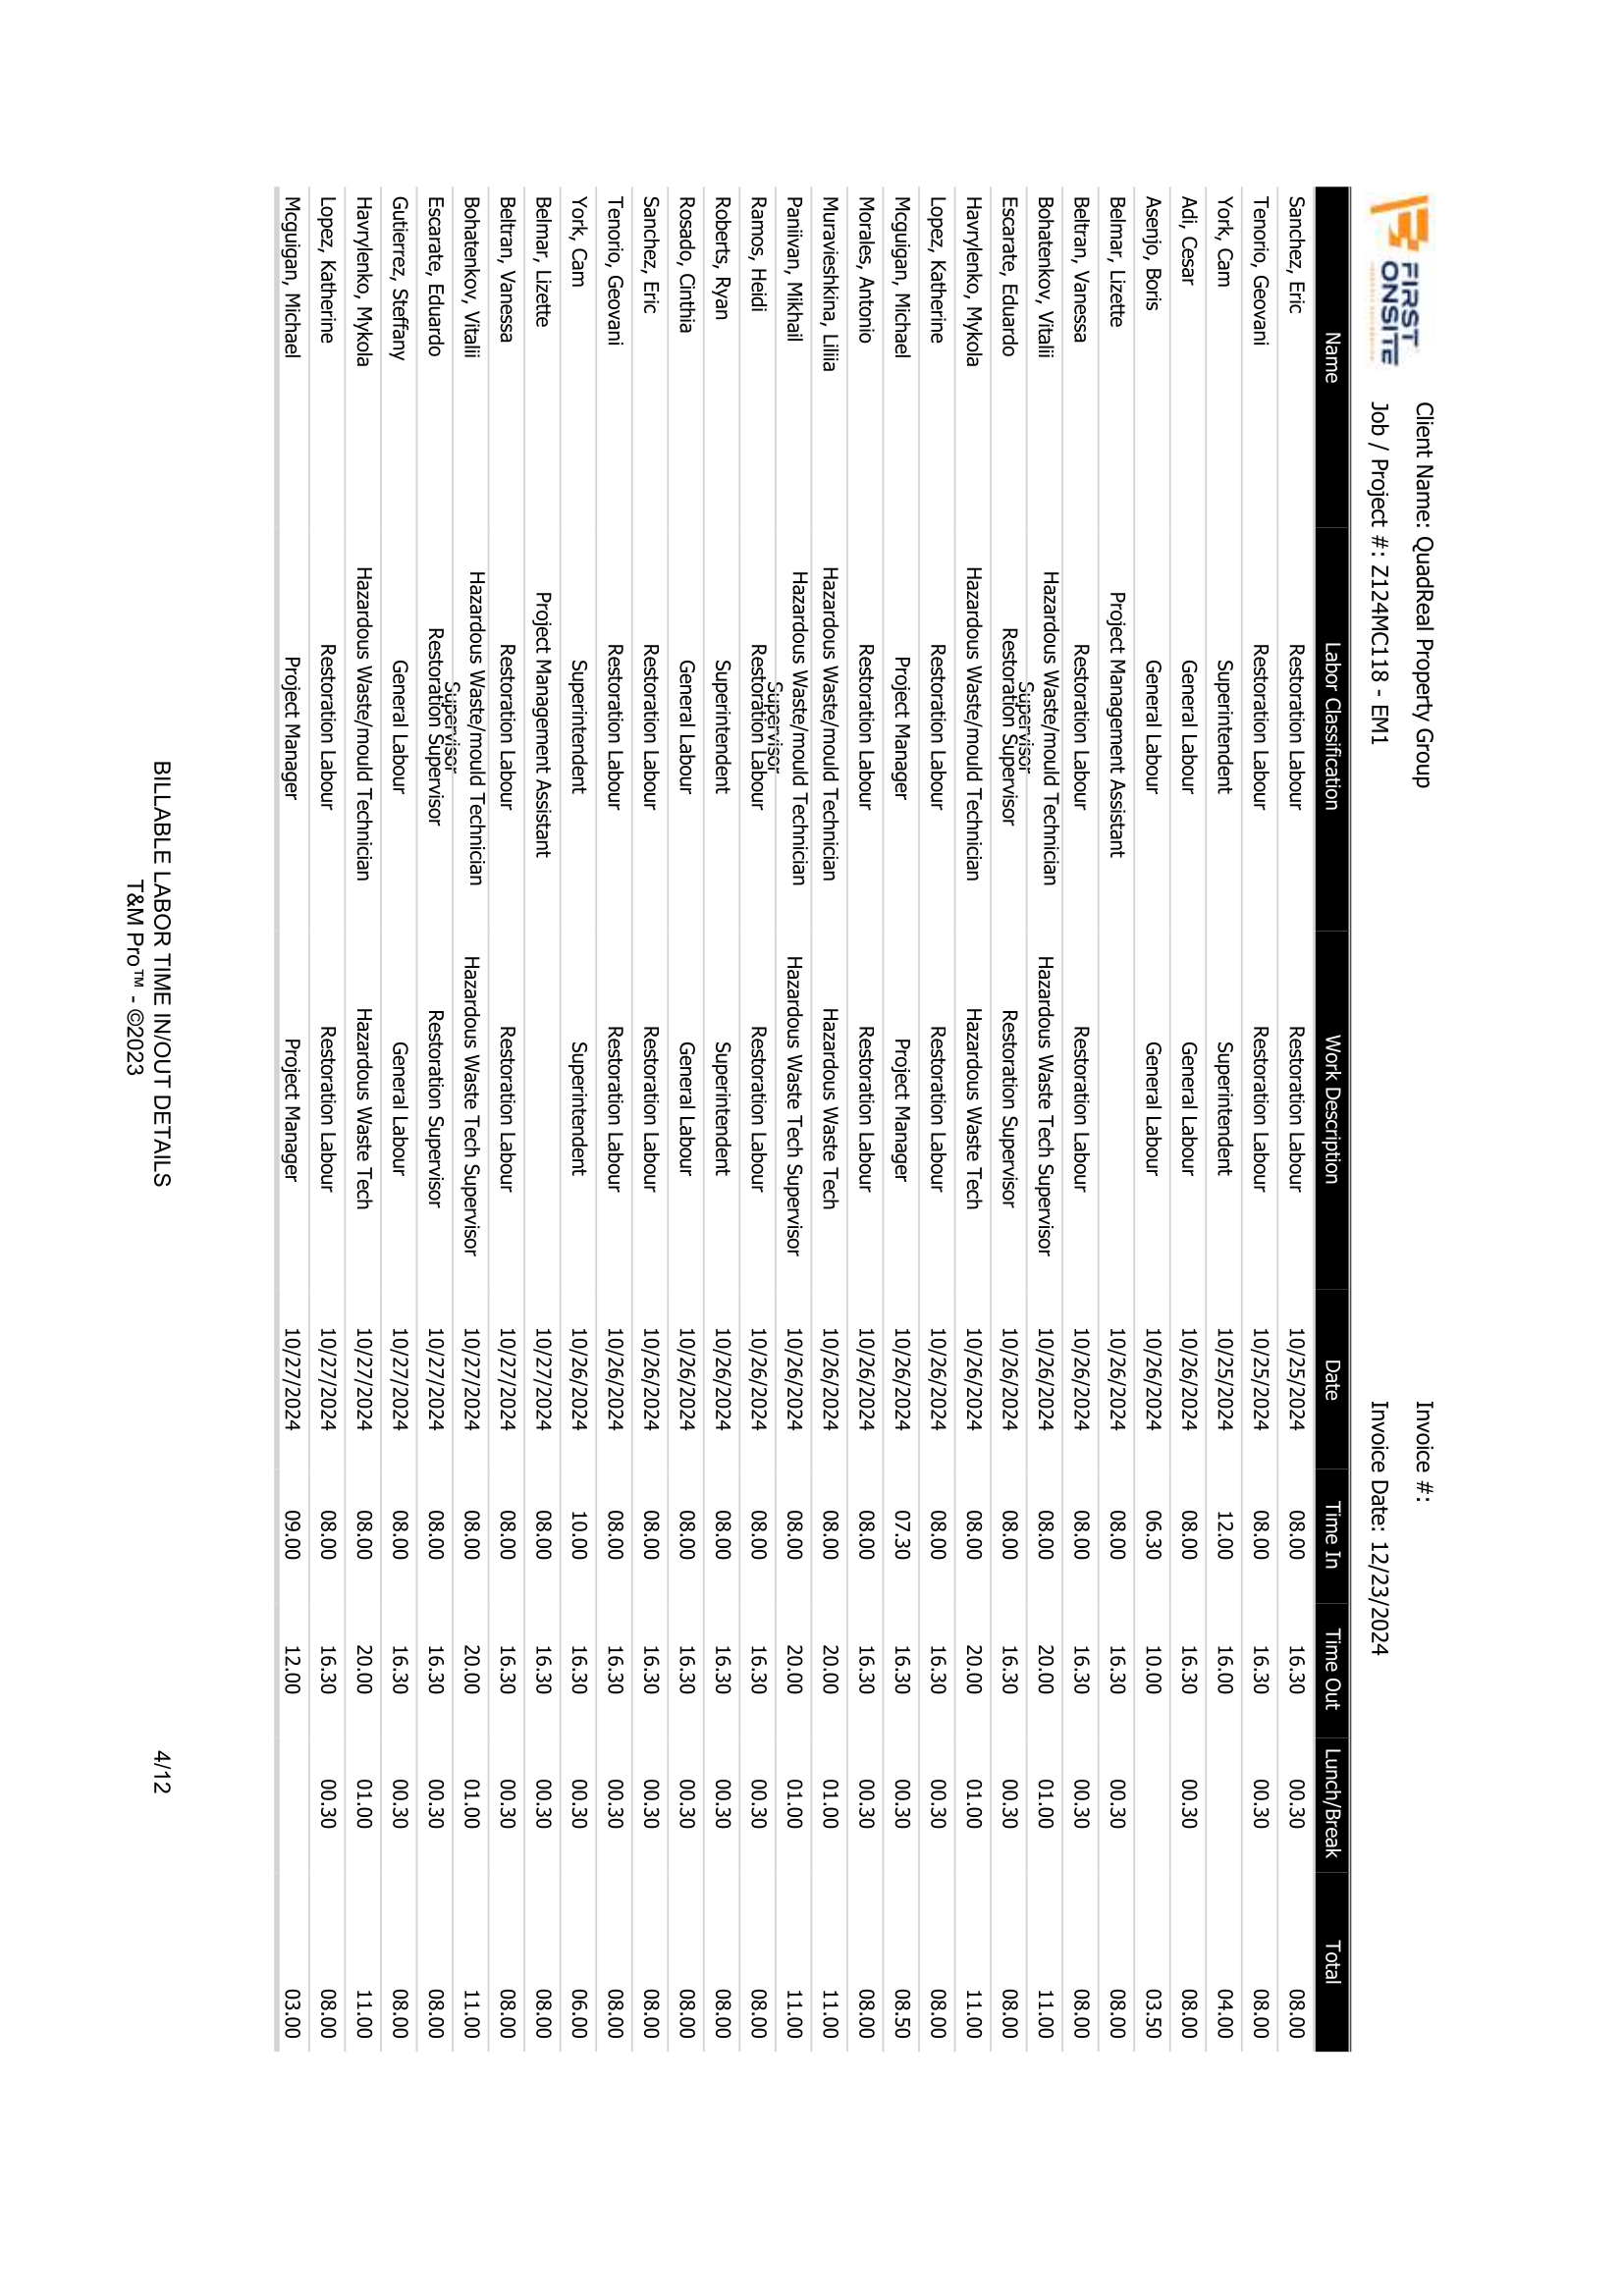 FIRST
ONSITE
Client Name: QuadReal Property Group Invoice #:
Job / Project #: Z124MC118 - EM1 Invoice Date: 12/23/2024
Name Labor Classification Work Description Date Time In Time Out Lunch/Break Total
Sanchez, Eric Restoration Labour Restoration Labour 10/25/2024 08.00 16.30 00.30 08.00
Tenorio, Geovani Restoration Labour Restoration Labour 10/25/2024 08.00 16.30 00.30 08.00
York, Cam Superintendent Superintendent 10/25/2024 12.00 16.00 04.00
Adi, Cesar General Labour General Labour 10/26/2024 08.00 16.30 00.30 08.00
Asenjo, Boris General Labour General Labour 10/26/2024 06.30 10.00 03.50
Belmar, Lizette Project Management Assistant 10/26/2024 08.00 16.30 00.30 08.00
Beltran, Vanessa Restoration Labour Restoration Labour 10/26/2024 08.00 16.30 00.30 08.00
Bohatenkov, Vitalii Hazardous Waste/mould Technician Hazardous Waste Tech Supervisor 10/26/2024 08.00 20.00 01.00 11.00
Supervisor
Escarate, Eduardo Restoration Supervisor Restoration Supervisor 10/26/2024 08.00 16.30 00.30 08.00
Havrylenko, Mykola Hazardous Waste/mould Technician Hazardous Waste Tech 10/26/2024 08.00 20.00 01.00 11.00
Lopez, Katherine Restoration Labour Restoration Labour 10/26/2024 08.00 16.30 00.30 08.00
Mcguigan, Michael Project Manager Project Manager 10/26/2024 07.30 16.30 00.30 08.50
Morales, Antonio Restoration Labour Restoration Labour 10/26/2024 08.00 16.30 00.30 08.00
Muravieshkina, Liliia Hazardous Waste/mould Technician Hazardous Waste Tech 10/26/2024 08.00 20.00 01.00 11.00
Paniivan, Mikhail Hazardous Waste/mould Technician Hazardous Waste Tech Supervisor 10/26/2024 08.00 20.00 01.00 11.00
Supervisor
Ramos, Heidi Restoration Labour Restoration Labour 10/26/2024 08.00 16.30 00.30 08.00
Roberts, Ryan Superintendent Superintendent 10/26/2024 08.00 16.30 00.30 08.00
Rosado, Cinthia General Labour General Labour 10/26/2024 08.00 16.30 00.30 08.00
Sanchez, Eric Restoration Labour Restoration Labour 10/26/2024 08.00 16.30 00.30 08.00
Tenorio, Geovani Restoration Labour Restoration Labour 10/26/2024 08.00 16.30 00.30 08.00
York, Cam Superintendent Superintendent 10/26/2024 10.00 16.30 00.30 06.00
Belmar, Lizette Project Management Assistant 10/27/2024 08.00 16.30 00.30 08.00
Beltran, Vanessa Restoration Labour Restoration Labour 10/27/2024 08.00 16.30 00.30 08.00
Bohatenkov, Vitalii Hazardous Waste/mould Technician Hazardous Waste Tech Supervisor 10/27/2024 08.00 20.00 01.00 11.00
Supervisor
Escarate, Eduardo Restoration Supervisor Restoration Supervisor 10/27/2024 08.00 16.30 00.30 08.00
Gutierrez, Steffany General Labour General Labour 10/27/2024 08.00 16.30 00.30 08.00
Havrylenko, Mykola Hazardous Waste/mould Technician Hazardous Waste Tech 10/27/2024 08.00 20.00 01.00 11.00
Lopez, Katherine Restoration Labour Restoration Labour 10/27/2024 08.00 16.30 00.30 08.00
Mcguigan, Michael Project Manager Project Manager 10/27/2024 09.00 12.00 03.00
BILLABLE LABOR TIME IN/OUT DETAILS 4/12
T&M Pro™ - ©2023